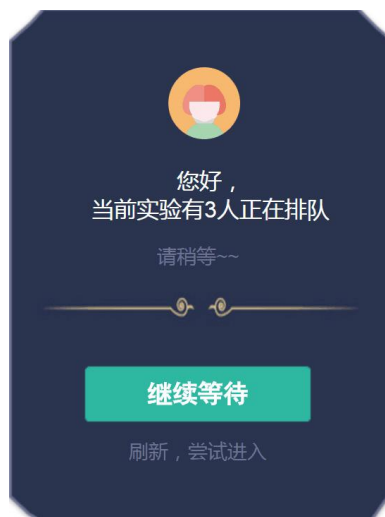 您好，
当前实验有3人正在排队
请稍等~~
继续等待
刷新，尝试进入